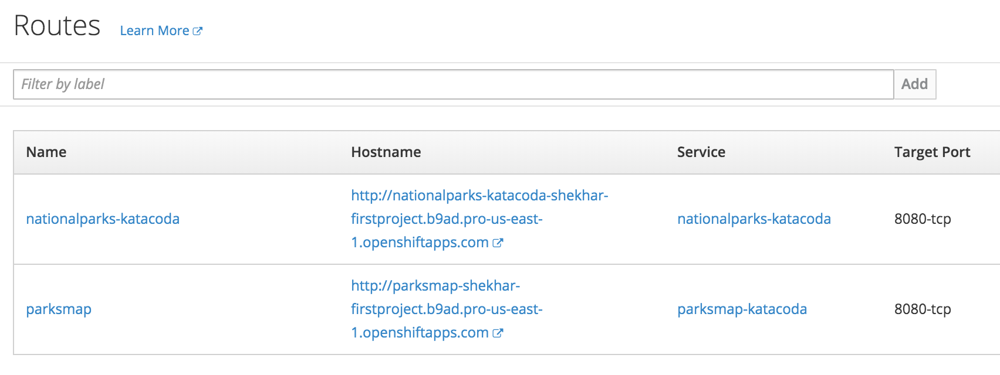 Routes Learn More
Filter by label Add
Name Hostname Service Target Port
http://nationalparks-katacoda-shekhar-
nationalparks-katacoda firstproject.b9ad.pro-us-east- nationalparks-katacoda 8080-tcp
1.openshiftapps.com
http://parksmap-shekhar-
parksmap firstproject.b9ad.pro-us-east- parksmap-katacoda 8080-tcp
1.openshiftapps.com